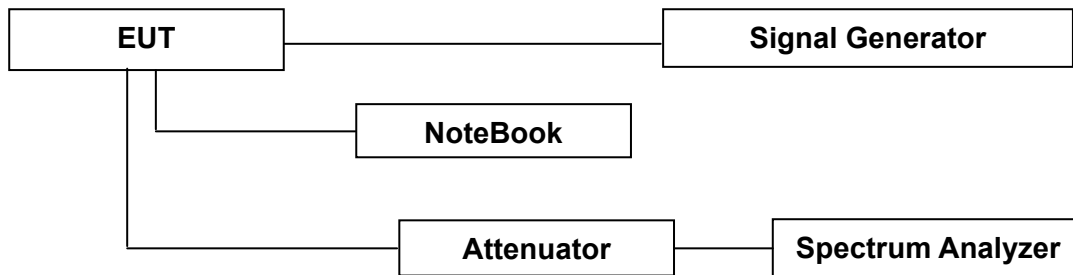 EUT
Signal Generator
NoteBook
Attenuator
Spectrum Analyzer